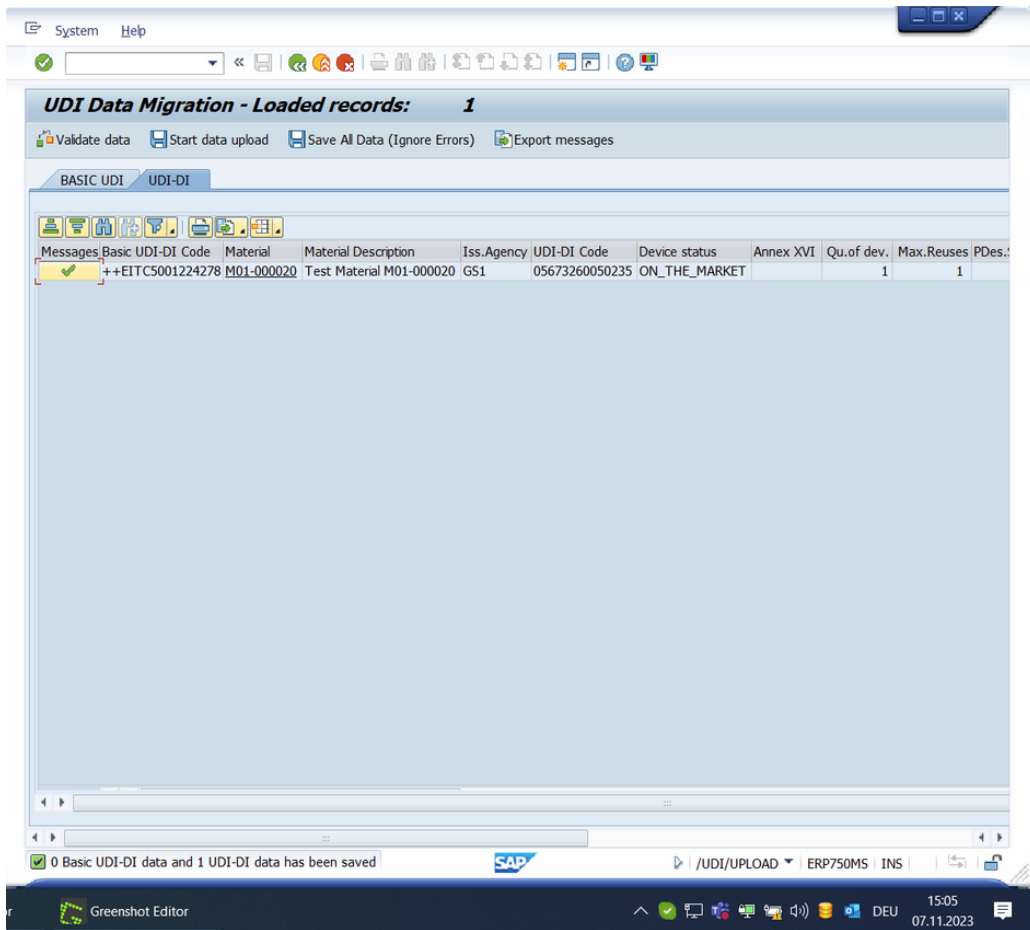 System Help
UDI Data Migration - Loaded records: 1
Validate data Start data upload Save All Data (Ignore Errors) Export messages
BASIC UDI UDI-DI
Messages Basic UDI-DI Code Material Material Description Iss.Agency UDI-DI Code Device status Annex XVI Qu.of dev. Max.Reuses PDes.
++EITC5001224278 M01-000020 Test Material M01-000020 GS1 05673260050235 ON_THE_MARKET 1 1
0 Basic UDI-DI data and 1 UDI-DI data has been saved SAP /UDI/UPLOAD ERP750MS INS
Greenshot Editor DEU 15:05
07.11.2023